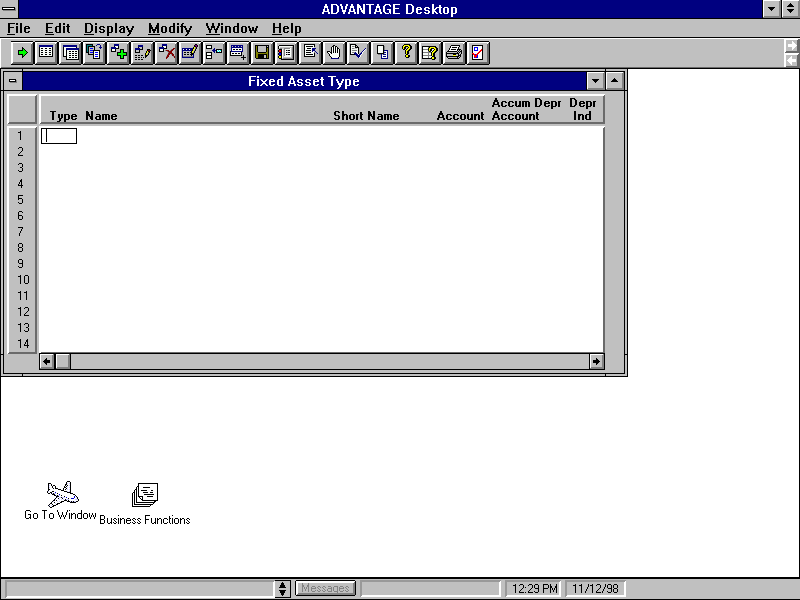 ADVANTAGE Desktop
File Edit Display Modify Window Help
Fixed Asset Type
Accum Depr Depr
Type Name Short Name Account Account Ind
1
2
3
4
5
6
7
8
9
10
11
12
13
14
Go To Window
Business Functions
Messages 12:29 PM 11/12/98